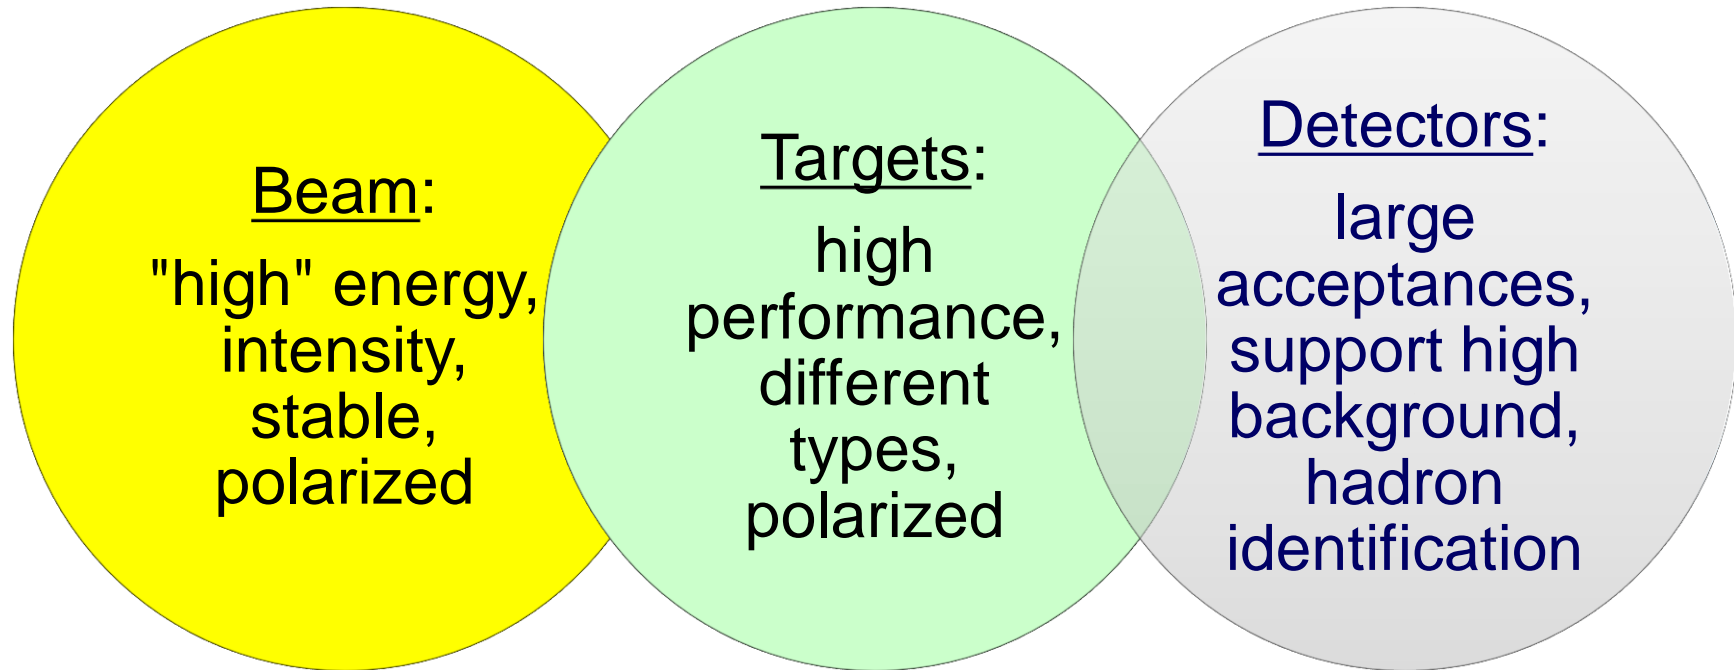 Beam:
"high" energy,
intensity,
stable,
polarized
Targets:
high
performance,
different
types,
polarized
Detectors:
large
acceptances,
support high
background,
hadron
identification